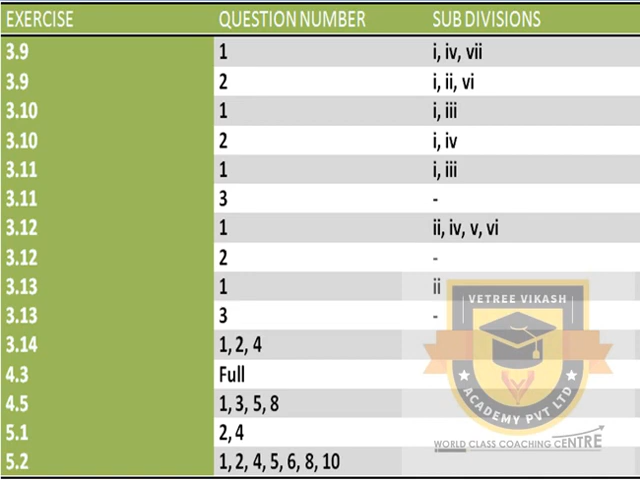 EXERCISE QUESTION NUMBER SUB DIVISIONS
3.9 1 i, iv, vii
3.9 2 i, ii, vi
3.10 1 i, iii
3.10 2 i, iv
3.11 1 i, iii
3.11 3 -
3.12 1 ii, iv, v, vi
3.12 2 -
3.13 1 ii
3.13 3 -
3.14 1, 2, 4
4.3 Full
4.5 1, 3, 5, 8
5.1 2, 4
5.2 1, 2, 4, 5, 6, 8, 10
VETREE VIKASH
ACADEMY PVT LTD
WORLD CLASS COACHING CENTRE